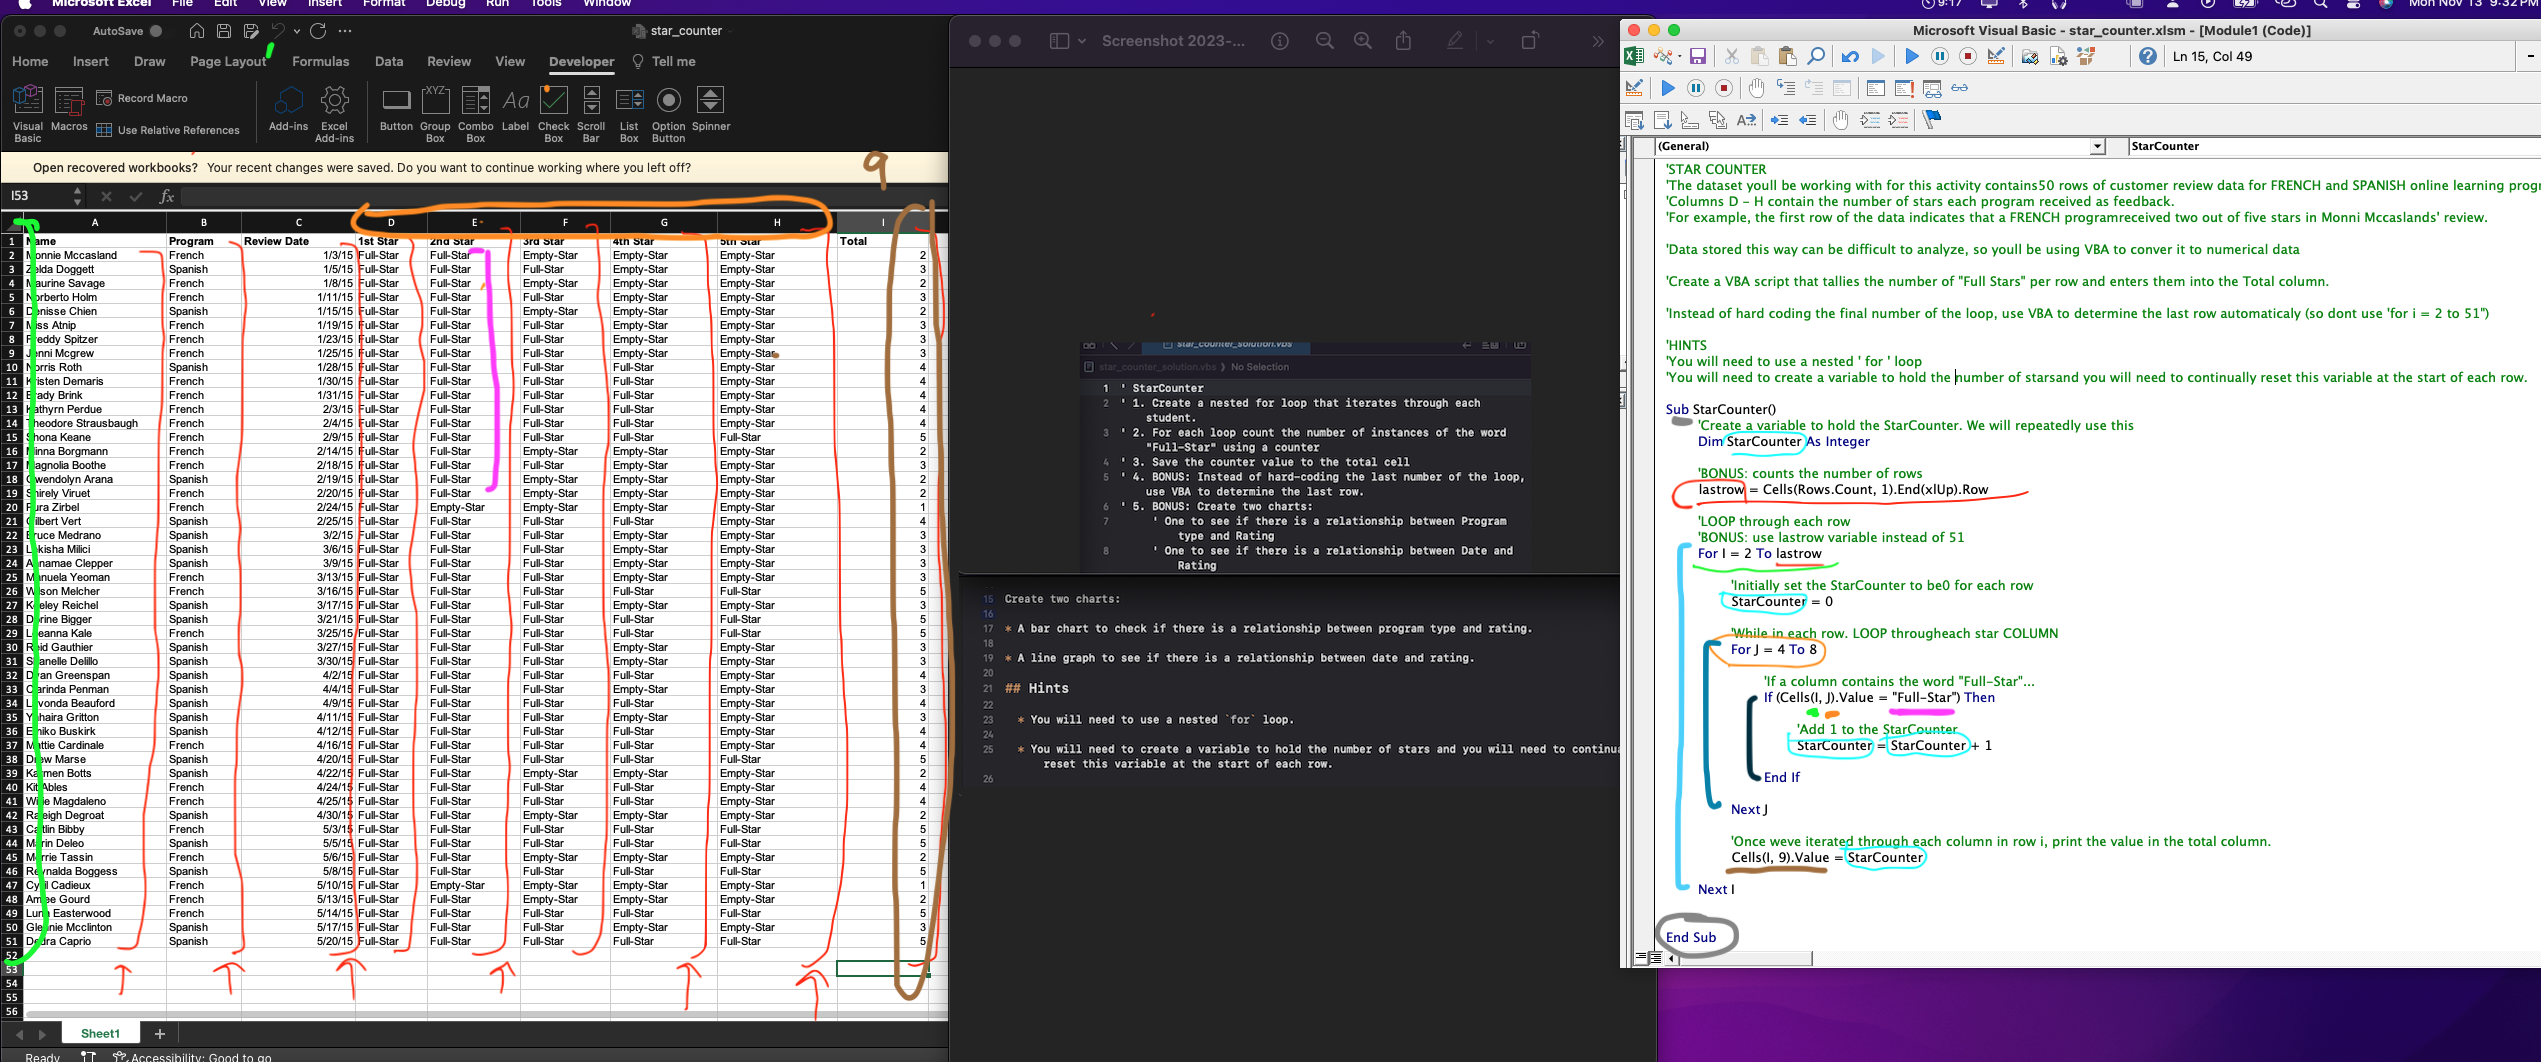 Microsoft Excel File Edit View Insert Format Debug Run Tools Window
9:17 Mon Nov 13 9:32 PM
AutoSave star_counter
Home Insert Draw Page Layout Formulas Data Review View Developer Tell me
Visual Basic Macros Record Macro Use Relative References Add-ins Excel Add-ins Button Group Box Combo Box Label Check Box Scroll Bar List Box Option Button Spinner
Open recovered workbooks? Your recent changes were saved. Do you want to continue working where you left off?
9
I53 fx
A B C D E F G H I
1 Name Program Review Date 1st Star 2nd Star 3rd Star 4th Star 5th Star Total
2 Monnie Mccasland French 1/3/15 Full-Star Full-Star Empty-Star Empty-Star Empty-Star 2
3 Zelda Doggett Spanish 1/5/15 Full-Star Full-Star Full-Star Empty-Star Empty-Star 3
4 Maurine Savage French 1/8/15 Full-Star Full-Star Empty-Star Empty-Star Empty-Star 2
5 Norberto Holm French 1/11/15 Full-Star Full-Star Full-Star Empty-Star Empty-Star 3
6 Denisse Chien Spanish 1/15/15 Full-Star Full-Star Empty-Star Empty-Star Empty-Star 2
7 Miss Atnip French 1/19/15 Full-Star Full-Star Full-Star Empty-Star Empty-Star 3
8 Freddy Spitzer French 1/23/15 Full-Star Full-Star Full-Star Empty-Star Empty-Star 3
9 Jenni Mcgrew French 1/25/15 Full-Star Full-Star Full-Star Empty-Star Empty-Star 3
10 Norris Roth Spanish 1/28/15 Full-Star Full-Star Full-Star Full-Star Empty-Star 4
11 Kristen Demaris French 1/30/15 Full-Star Full-Star Full-Star Full-Star Empty-Star 4
12 Brady Brink French 1/31/15 Full-Star Full-Star Full-Star Full-Star Empty-Star 4
13 Kathyrn Perdue French 2/3/15 Full-Star Full-Star Full-Star Full-Star Empty-Star 4
14 Theodore Strausbaugh French 2/4/15 Full-Star Full-Star Full-Star Full-Star Empty-Star 4
15 Shona Keane French 2/9/15 Full-Star Full-Star Full-Star Full-Star Full-Star 5
16 Minna Borgmann French 2/14/15 Full-Star Full-Star Empty-Star Empty-Star Empty-Star 2
17 Magnolia Boothe French 2/18/15 Full-Star Full-Star Full-Star Empty-Star Empty-Star 3
18 Gwendolyn Arana Spanish 2/19/15 Full-Star Full-Star Empty-Star Empty-Star Empty-Star 2
19 Shirely Viruet French 2/20/15 Full-Star Full-Star Empty-Star Empty-Star Empty-Star 2
20 Zirbel French 2/24/15 Full-Star Empty-Star Empty-Star Empty-Star Empty-Star 1
21 Gilbert Vert Spanish 2/25/15 Full-Star Full-Star Full-Star Full-Star Empty-Star 4
22 Bruce Medrano Spanish 3/2/15 Full-Star Full-Star Full-Star Empty-Star Empty-Star 3
23 Lakisha Milici Spanish 3/6/15 Full-Star Full-Star Full-Star Empty-Star Empty-Star 3
24 Annamae Clepper Spanish 3/9/15 Full-Star Full-Star Full-Star Empty-Star Empty-Star 3
25 Manuela Yeoman French 3/13/15 Full-Star Full-Star Full-Star Empty-Star Empty-Star 3
26 Wilson Melcher French 3/16/15 Full-Star Full-Star Full-Star Full-Star Full-Star 5
27 Keeley Reichel Spanish 3/17/15 Full-Star Full-Star Full-Star Empty-Star Empty-Star 3
28 Dorine Bigger Spanish 3/21/15 Full-Star Full-Star Full-Star Full-Star Full-Star 5
29 Leeanna Kale French 3/25/15 Full-Star Full-Star Full-Star Full-Star Full-Star 5
30 Reid Gauthier Spanish 3/27/15 Full-Star Full-Star Full-Star Empty-Star Empty-Star 3
31 Shanelle Delillo Spanish 3/30/15 Full-Star Full-Star Full-Star Empty-Star Empty-Star 3
32 Greenspan Spanish 4/2/15 Full-Star Full-Star Full-Star Full-Star Empty-Star 4
33 Clarinda Penman Spanish 4/4/15 Full-Star Full-Star Full-Star Empty-Star Empty-Star 3
34 Lavonda Beauford Spanish 4/9/15 Full-Star Full-Star Full-Star Full-Star Empty-Star 4
35 Yahaira Gritton Spanish 4/11/15 Full-Star Full-Star Full-Star Empty-Star Empty-Star 3
36 Buskirk Spanish 4/12/15 Full-Star Full-Star Full-Star Full-Star Empty-Star 4
37 Mattie Cardinale French 4/16/15 Full-Star Full-Star Full-Star Full-Star Empty-Star 4
38 Drew Marse Spanish 4/20/15 Full-Star Full-Star Full-Star Full-Star Full-Star 5
39 Karmen Botts Spanish 4/22/15 Full-Star Full-Star Empty-Star Empty-Star Empty-Star 2
40 Kit Ables French 4/24/15 Full-Star Full-Star Full-Star Full-Star Empty-Star 4
41 Magdaleno French 4/25/15 Full-Star Full-Star Full-Star Full-Star Empty-Star 4
42 Raleigh Degroat Spanish 4/30/15 Full-Star Full-Star Empty-Star Empty-Star Empty-Star 2
43 Caitlin Bibby French 5/3/15 Full-Star Full-Star Full-Star Full-Star Full-Star 5
44 Deleo Spanish 5/5/15 Full-Star Full-Star Full-Star Full-Star Full-Star 5
45 Tassin French 5/6/15 Full-Star Full-Star Empty-Star Empty-Star Empty-Star 2
46 Reynalda Boggess Spanish 5/8/15 Full-Star Full-Star Full-Star Full-Star Full-Star 5
47 Cadieux French 5/10/15 Full-Star Empty-Star Empty-Star Empty-Star Empty-Star 1
48 Gourd French 5/13/15 Full-Star Full-Star Empty-Star Empty-Star Empty-Star 2
49 Easterwood French 5/14/15 Full-Star Full-Star Full-Star Full-Star Full-Star 5
50 Glennie Mcclinton Spanish 5/17/15 Full-Star Full-Star Full-Star Empty-Star Empty-Star 3
51 Caprio Spanish 5/20/15 Full-Star Full-Star Full-Star Full-Star Full-Star 5
52
53
54
55
56
Sheet1 +
Ready Accessibility: Good to go
Screenshot 2023-...
star_counter_solution.vbs
star_counter_solution.vbs No Selection
1 ' StarCounter
2 ' 1. Create a nested for loop that iterates through each
student.
3 ' 2. For each loop count the number of instances of the word
"Full-Star" using a counter
4 ' 3. Save the counter value to the total cell
5 ' 4. BONUS: Instead of hard-coding the last number of the loop,
use VBA to determine the last row.
6 ' 5. BONUS: Create two charts:
7 ' One to see if there is a relationship between Program
type and Rating
8 ' One to see if there is a relationship between Date and
Rating
15 Create two charts:
16
17 * A bar chart to check if there is a relationship between program type and rating.
18
19 * A line graph to see if there is a relationship between date and rating.
20
21 ## Hints
22
23 * You will need to use a nested `for` loop.
24
25 * You will need to create a variable to hold the number of stars and you will need to continua
reset this variable at the start of each row.
26
Microsoft Visual Basic - star_counter.xlsm - [Module1 (Code)]
Ln 15, Col 49
(General) StarCounter
'STAR COUNTER
'The dataset youll be working with for this activity contains50 rows of customer review data for FRENCH and SPANISH online learning prog
'Columns D - H contain the number of stars each program received as feedback.
'For example, the first row of the data indicates that a FRENCH programreceived two out of five stars in Monni Mccaslands' review.
'Data stored this way can be difficult to analyze, so youll be using VBA to conver it to numerical data
'Create a VBA script that tallies the number of "Full Stars" per row and enters them into the Total column.
'Instead of hard coding the final number of the loop, use VBA to determine the last row automaticaly (so dont use 'for i = 2 to 51")
'HINTS
'You will need to use a nested ' for ' loop
'You will need to create a variable to hold the number of starsand you will need to continually reset this variable at the start of each row.
Sub StarCounter()
'Create a variable to hold the StarCounter. We will repeatedly use this
Dim StarCounter As Integer
'BONUS: counts the number of rows
lastrow = Cells(Rows.Count, 1).End(xlUp).Row
'LOOP through each row
'BONUS: use lastrow variable instead of 51
For I = 2 To lastrow
'Initially set the StarCounter to be0 for each row
StarCounter = 0
'While in each row. LOOP througheach star COLUMN
For J = 4 To 8
'If a column contains the word "Full-Star"...
If (Cells(I, J).Value = "Full-Star") Then
'Add 1 to the StarCounter
StarCounter = StarCounter + 1
End If
Next J
'Once weve iterated through each column in row i, print the value in the total column.
Cells(I, 9).Value = StarCounter
Next I
End Sub